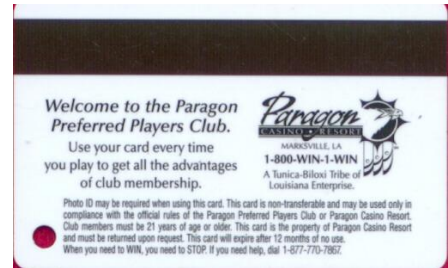 Welcome to the Paragon
Preferred Players Club.
Use your card every time
you play to get all the advantages
of club membership.
Paragon
CASINO • RESORT
MARKSVILLE, LA
1-800-WIN-1-WIN
A Tunica-Biloxi Tribe of
Louisiana Enterprise.
Photo ID may be required when using this card. This card is non-transferable and may be used only in
compliance with the official rules of the Paragon Preferred Players Club or Paragon Casino Resort.
Club members must be 21 years of age or older. This card is the property of Paragon Casino Resort
and must be returned upon request. This card will expire after 12 months of no use.
When you need to WIN, you need to STOP. If you need help, dial 1-877-770-7867.